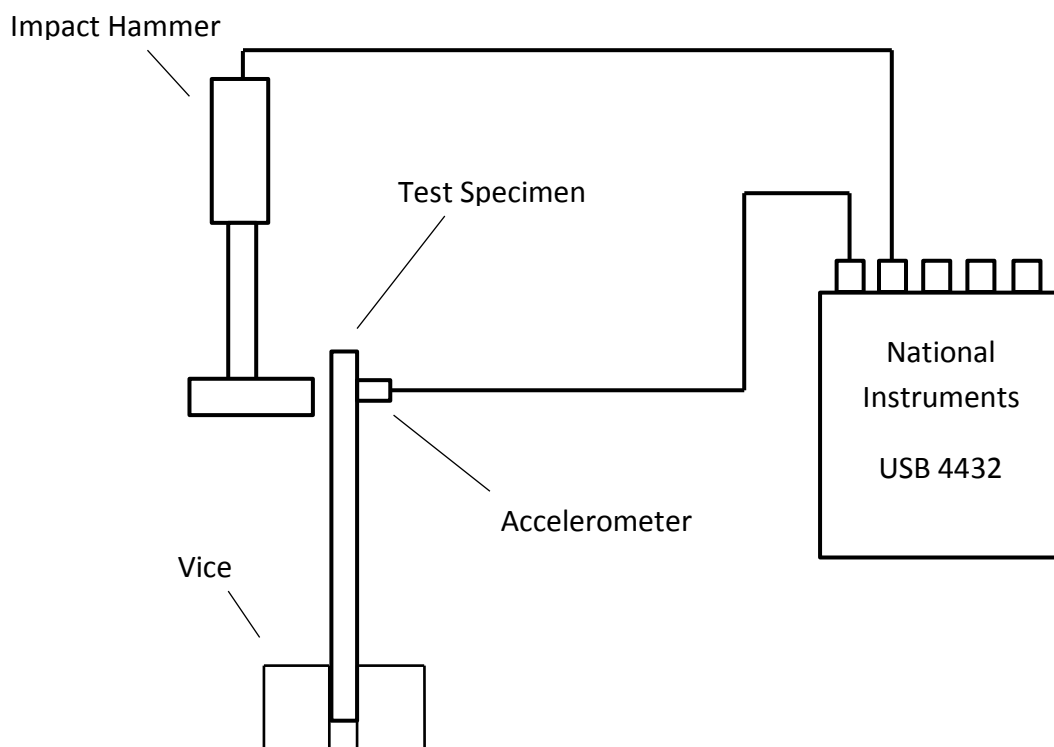 Impact Hammer
Test Specimen
National
Instruments
USB 4432
Accelerometer
Vice